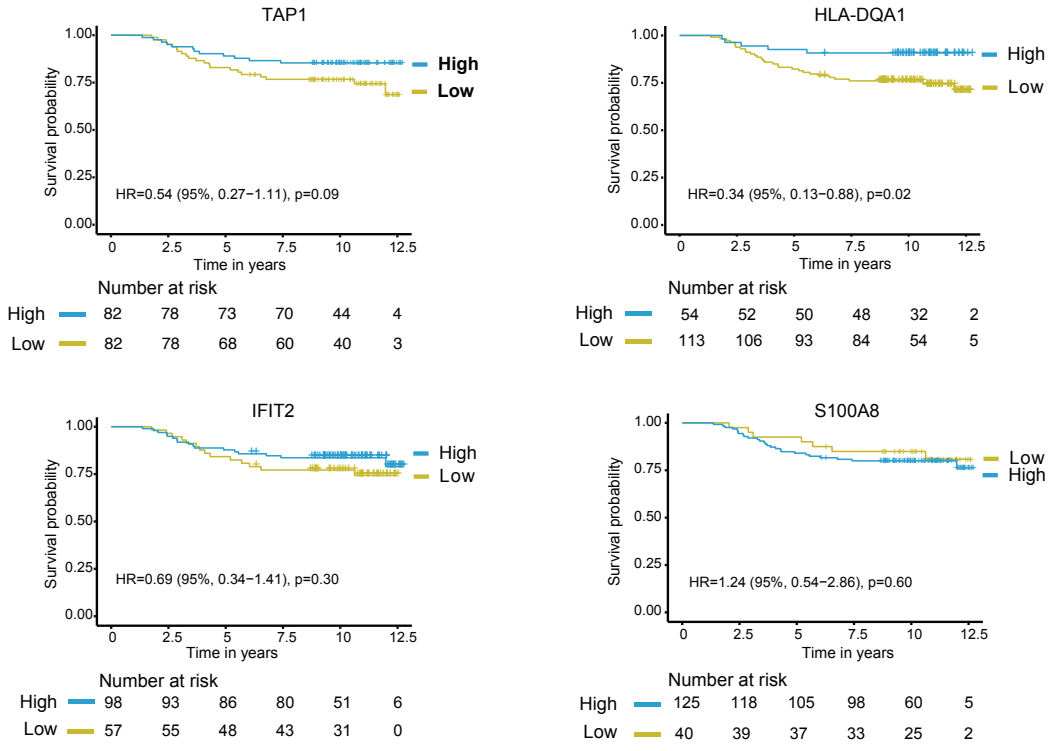 TAP1
Survival probability
1.00
0.75
0.50
0.25
0.00
High
Low
HR=0.54 (95%, 0.27−1.11), p=0.09
0 2.5 5 7.5 10 12.5
Time in years
Number at risk
High 82 78 73 70 44 4
Low 82 78 68 60 40 3
HLA-DQA1
Survival probability
1.00
0.75
0.50
0.25
0.00
High
Low
HR=0.34 (95%, 0.13−0.88), p=0.02
0 2.5 5 7.5 10 12.5
Time in years
Number at risk
High 54 52 50 48 32 2
Low 113 106 93 84 54 5
IFIT2
Survival probability
1.00
0.75
0.50
0.25
0.00
High
Low
HR=0.69 (95%, 0.34−1.41), p=0.30
0 2.5 5 7.5 10 12.5
Time in years
Number at risk
High 98 93 86 80 51 6
Low 57 55 48 43 31 0
S100A8
Survival probability
1.00
0.75
0.50
0.25
0.00
Low
High
HR=1.24 (95%, 0.54−2.86), p=0.60
0 2.5 5 7.5 10 12.5
Time in years
Number at risk
High 125 118 105 98 60 5
Low 40 39 37 33 25 2